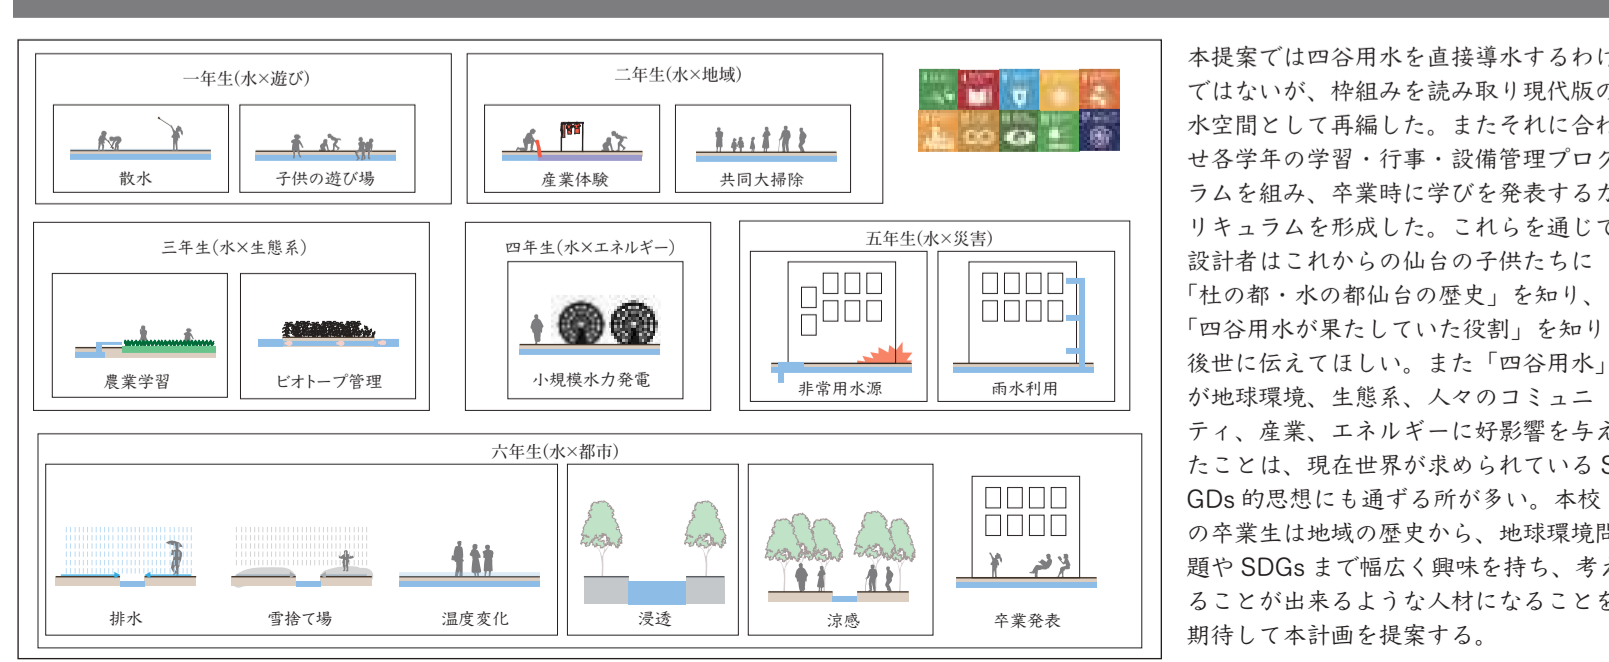 一年生(水×遊び)
散水
子供の遊び場
二年生(水×地域)
産業体験
共同大掃除
三年生(水×生態系)
農業学習
ビオトープ管理
四年生(水×エネルギー)
小規模水力発電
五年生(水×災害)
非常用水源
雨水利用
六年生(水×都市)
排水
雪捨て場
温度変化
浸透
涼感
卒業発表
本提案では四谷用水を直接導水するわけ
ではないが、枠組みを読み取り現代版の
水空間として再編した。またそれに合わ
せ各学年の学習・行事・設備管理プログ
ラムを組み、卒業時に学びを発表するカ
リキュラムを形成した。これらを通じて
設計者はこれからの仙台の子供たちに
「杜の都・水の都仙台の歴史」を知り、
「四谷用水が果たしていた役割」を知り
後世に伝えてほしい。また「四谷用水」
が地球環境、生態系、人々のコミュニ
ティ、産業、エネルギーに好影響を与え
たことは、現在世界が求められている S
GDs 的思想にも通ずる所が多い。本校
の卒業生は地域の歴史から、地球環境問
題や SDGs まで幅広く興味を持ち、考え
ることが出来るような人材になることを
期待して本計画を提案する。